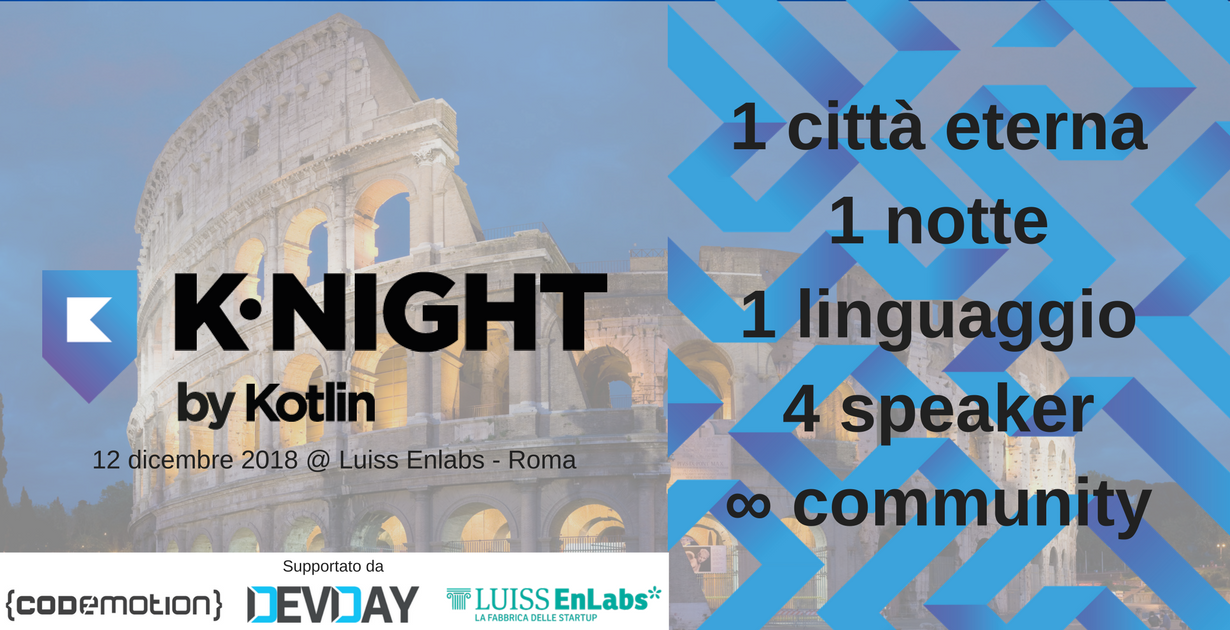 K·NIGHT
by Kotlin
12 dicembre 2018 @ Luiss Enlabs - Roma
Supportato da
{CODEMOTION}
DEVDAY
LUISS EnLabs*
LA FABBRICA DELLE STARTUP
1 città eterna
1 notte
1 linguaggio
4 speaker
∞ community